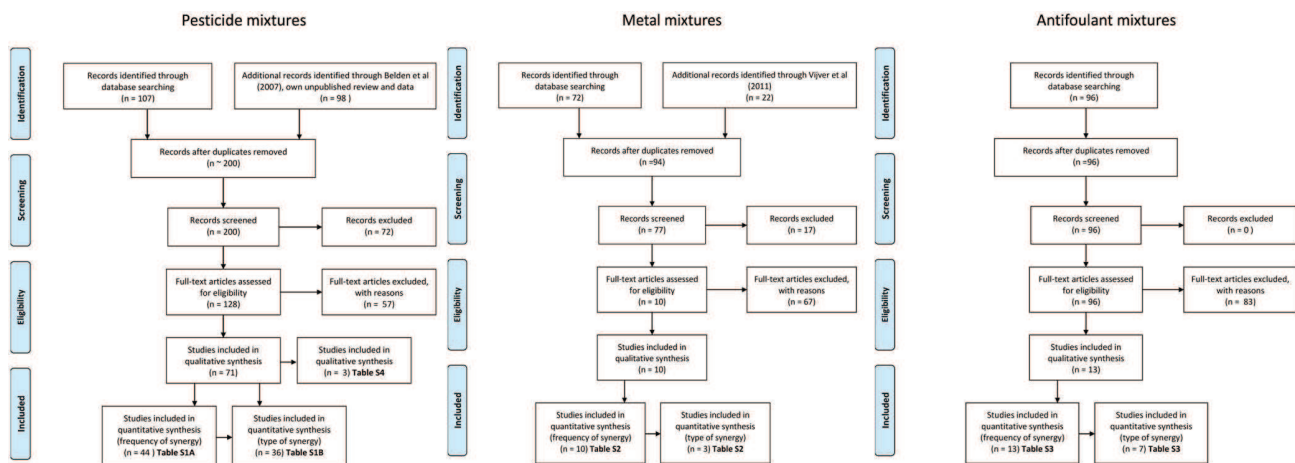 Pesticide mixtures
Identification
Records identified through
database searching
(n = 107)
Additional records identified through Belden et al
(2007), own unpublished review and data
(n = 98 )
Records after duplicates removed
(n ~ 200)
Screening
Records screened
(n = 200)
Records excluded
(n = 72)
Eligibility
Full-text articles assessed
for eligibility
(n = 128)
Full-text articles excluded,
with reasons
(n = 57)
Studies included in
qualitative synthesis
(n = 71)
Studies included in
qualitative synthesis
(n = 3) Table S4
Included
Studies included in
quantitative synthesis
(frequency of synergy)
(n = 44 ) Table S1A
Studies included in
quantitative synthesis
(type of synergy)
(n = 36) Table S1B
Metal mixtures
Identification
Records identified through
database searching
(n = 72)
Additional records identified through Vijver et al
(2011)
(n = 22)
Records after duplicates removed
(n =94)
Screening
Records screened
(n = 77)
Records excluded
(n = 17)
Eligibility
Full-text articles assessed
for eligibility
(n = 10)
Full-text articles excluded,
with reasons
(n = 67)
Studies included in
qualitative synthesis
(n = 10)
Included
Studies included in
quantitative synthesis
(frequency of synergy)
(n = 10) Table S2
Studies included in
quantitative synthesis
(type of synergy)
(n = 3) Table S2
Antifoulant mixtures
Identification
Records identified through
database searching
(n = 96)
Records after duplicates removed
(n =96)
Screening
Records screened
(n = 96)
Records excluded
(n = 0 )
Eligibility
Full-text articles assessed
for eligibility
(n = 96)
Full-text articles excluded,
with reasons
(n = 83)
Studies included in
qualitative synthesis
(n = 13)
Included
Studies included in
quantitative synthesis
(frequency of synergy)
(n = 13) Table S3
Studies included in
quantitative synthesis
(type of synergy)
(n = 7) Table S3